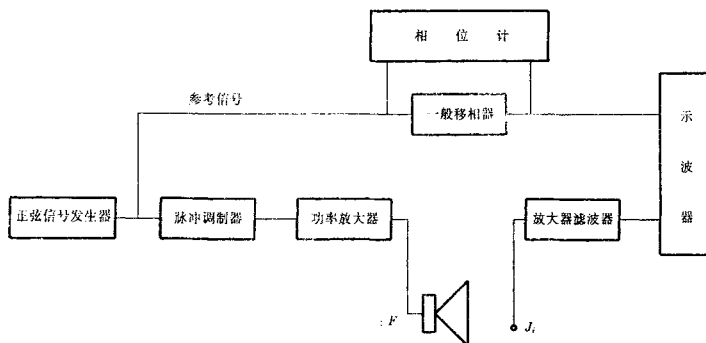 相位计
参考信号
一般移相器
示波器
正弦信号发生器
脉冲调制器
功率放大器
放大器滤波器
: F
Jᵢ